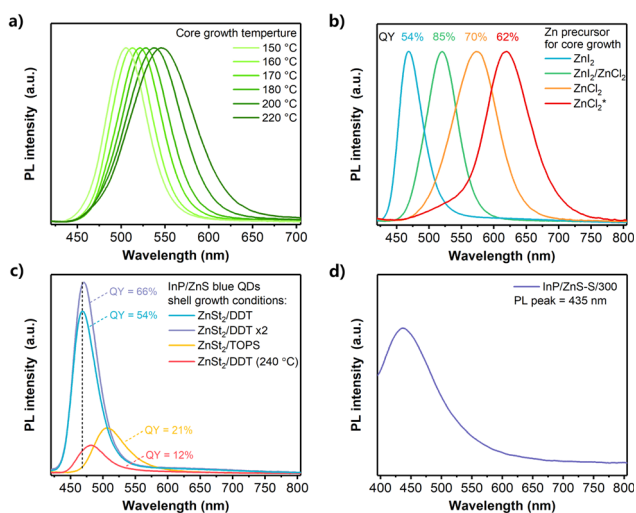 a)
Core growth temperture
150 °C
160 °C
170 °C
180 °C
200 °C
220 °C
PL intensity (a.u.)
450 500 550 600 650 700
Wavelength (nm)
b)
QY 54% 85% 70% 62%
Zn precursor
for core growth
ZnI₂
ZnI₂/ZnCl₂
ZnCl₂
ZnCl₂*
PL intensity (a.u.)
450 500 550 600 650 700 750 800
Wavelength (nm)
c)
QY = 66%
QY = 54%
QY = 21%
QY = 12%
InP/ZnS blue QDs
shell growth conditions:
ZnSt₂/DDT
ZnSt₂/DDT x2
ZnSt₂/TOPS
ZnSt₂/DDT (240 °C)
PL intensity (a.u.)
450 500 550 600 650 700 750 800
Wavelength (nm)
d)
InP/ZnS-S/300
PL peak = 435 nm
PL intensity (a.u.)
400 450 500 550 600 650 700 750 800
Wavelength (nm)